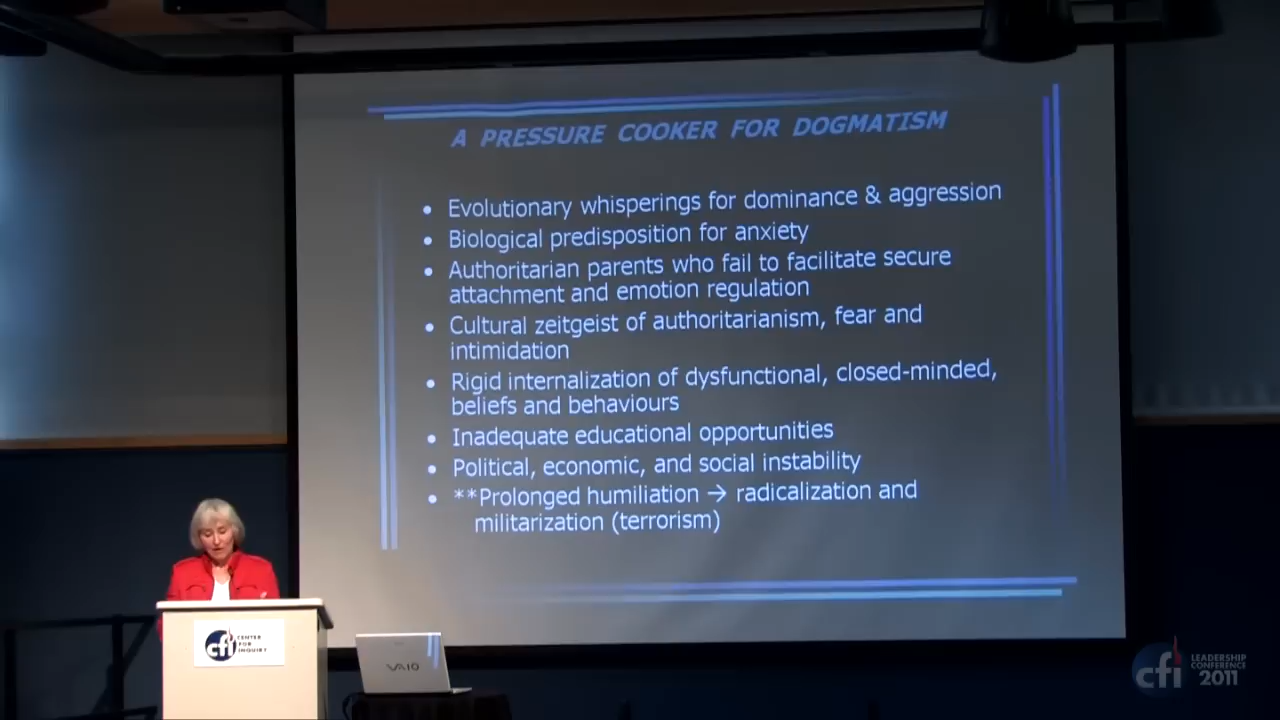 A PRESSURE COOKER FOR DOGMATISM
• Evolutionary whisperings for dominance & aggression
• Biological predisposition for anxiety
• Authoritarian parents who fail to facilitate secure
attachment and emotion regulation
• Cultural zeitgeist of authoritarianism, fear and
intimidation
• Rigid internalization of dysfunctional, closed-minded,
beliefs and behaviours
• Inadequate educational opportunities
• Political, economic, and social instability
• **Prolonged humiliation → radicalization and
militarization (terrorism)
cfi CENTER
FOR
INQUIRY
VAIO
cfi LEADERSHIP
CONFERENCE
2011